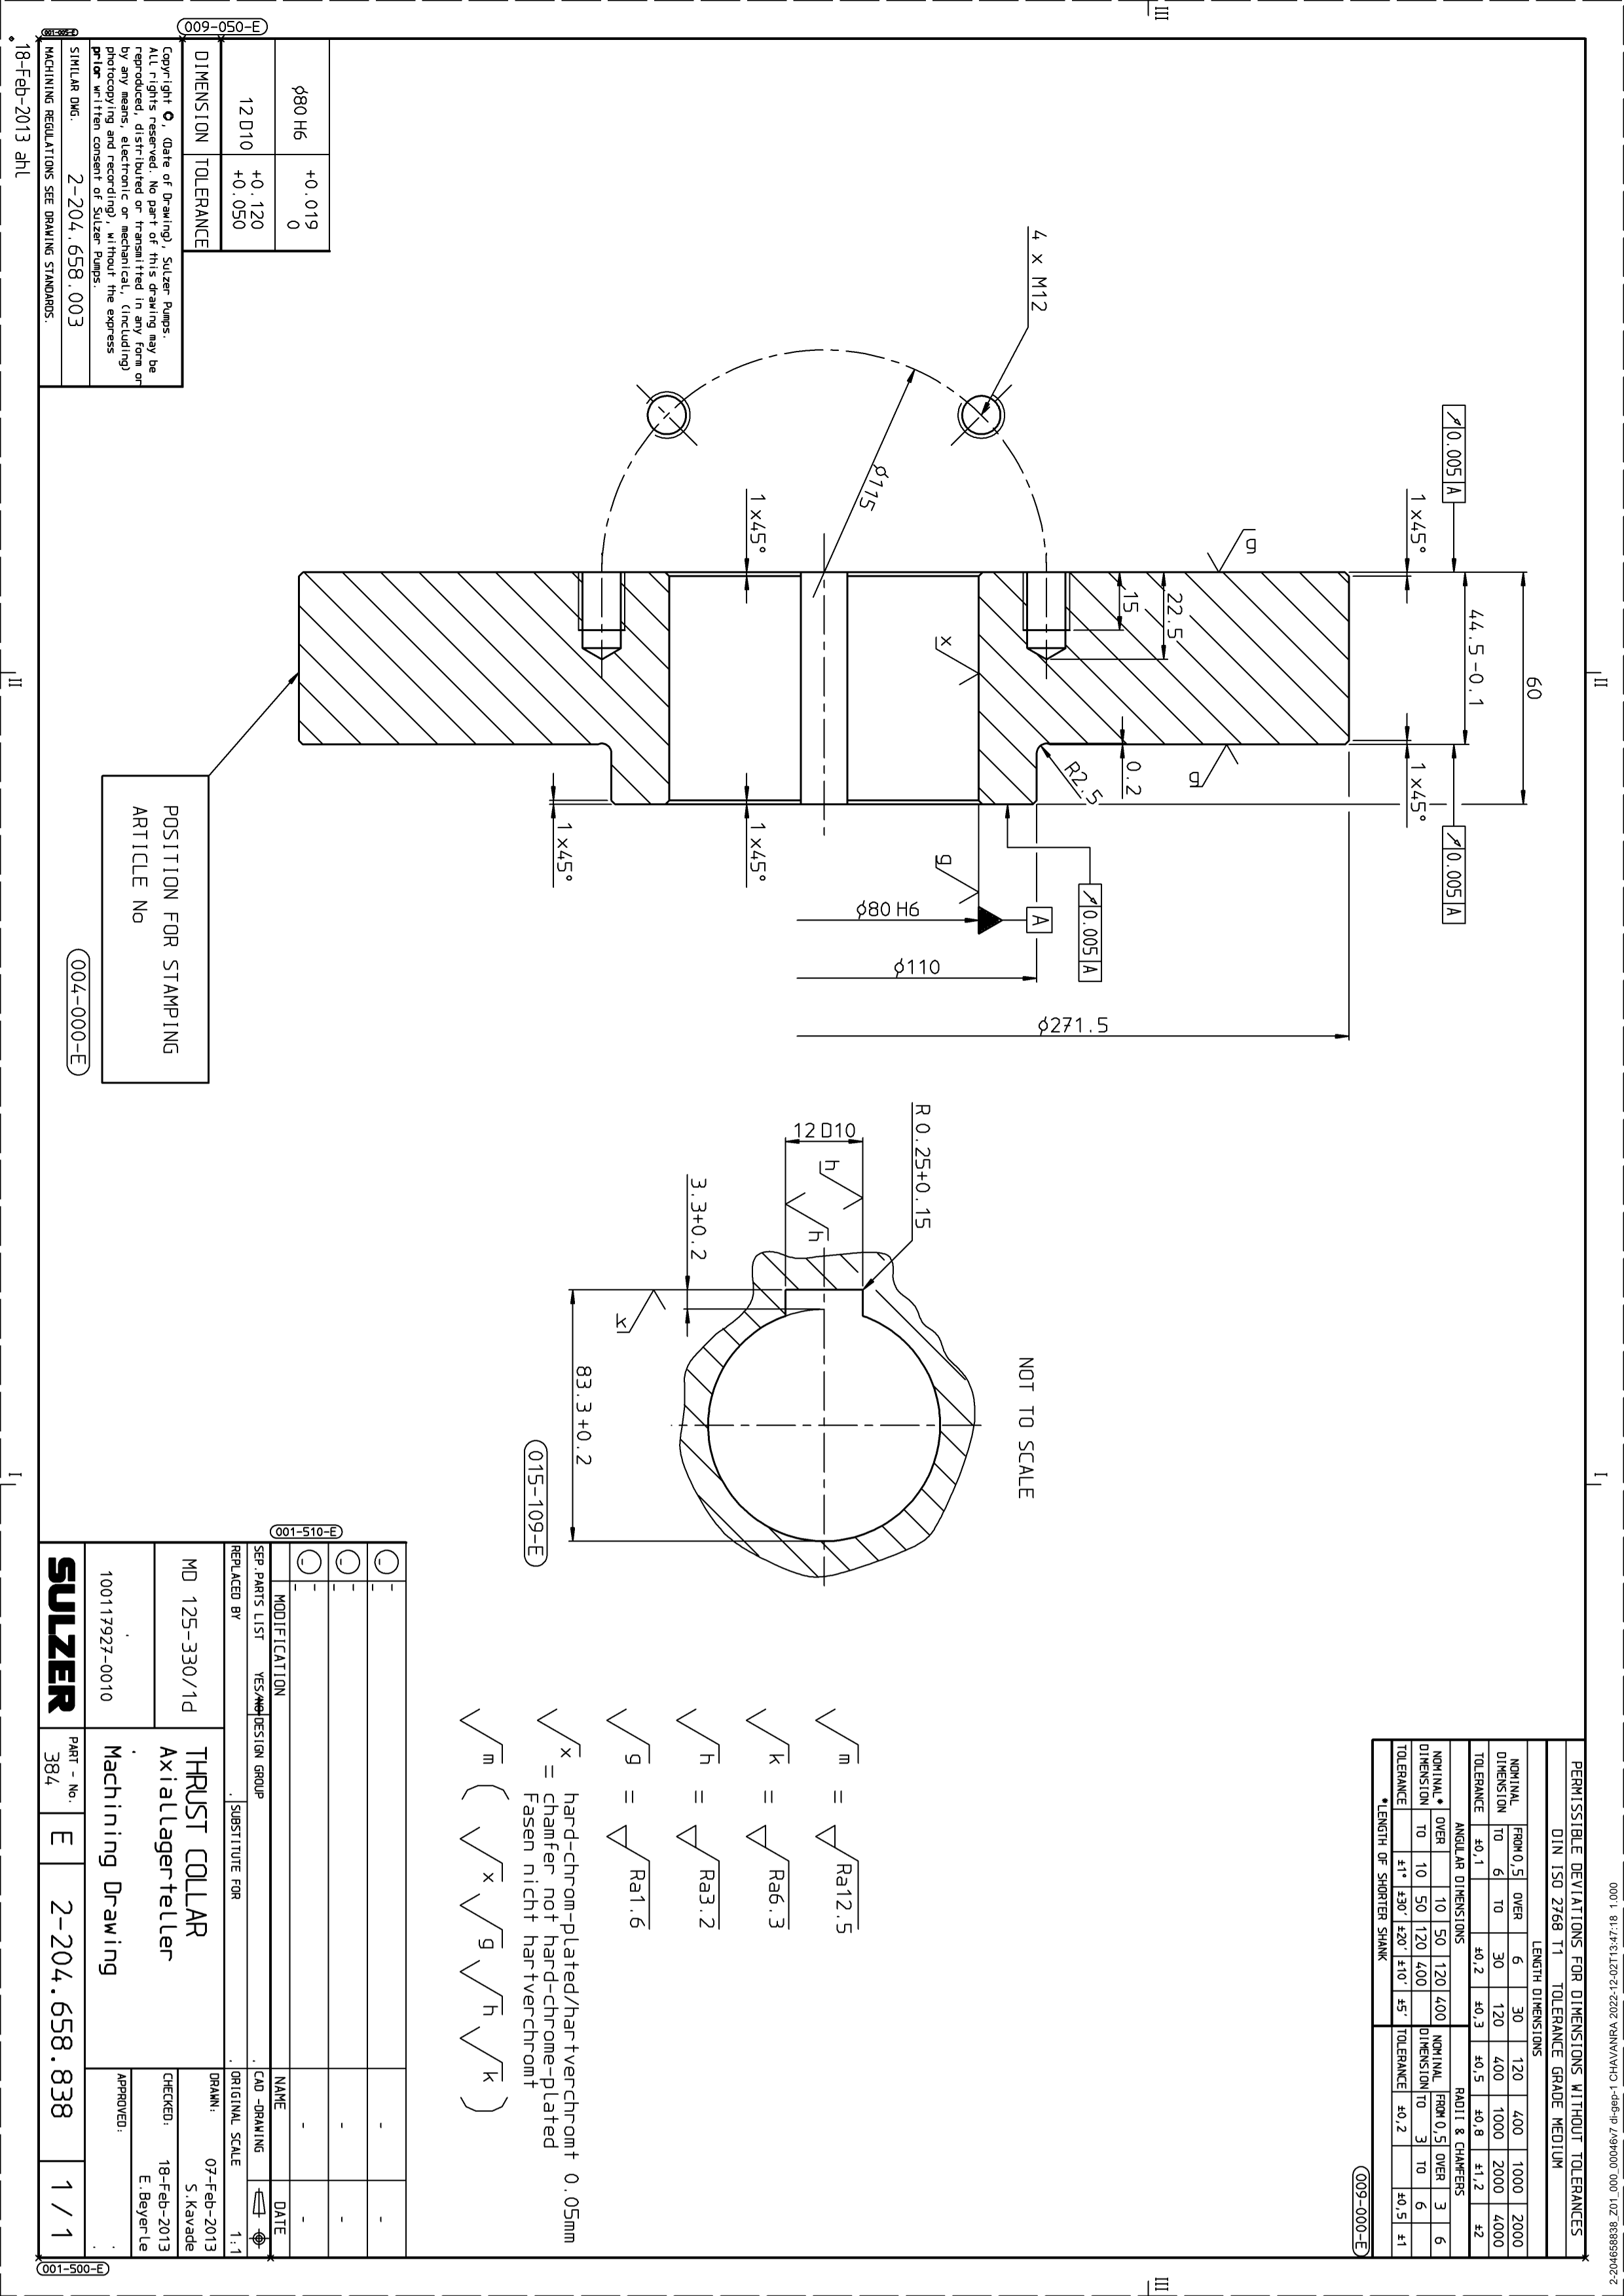 2-204658838_Z01_000_00046v7 di-gep-1 CHAVANRA 2022-12-02T13:47:18 1.000
III
II
I
III
II
I
PERMISSIBLE DEVIATIONS FOR DIMENSIONS WITHOUT TOLERANCES
DIN ISO 2768 T1 TOLERANCE GRADE MEDIUM
LENGTH DIMENSIONS
NOMINAL DIMENSION
FROM 0,5 OVER 6 30 120 400 1000 2000
TO 6 TO 30 120 400 1000 2000 4000
TOLERANCE ±0,1 ±0,2 ±0,3 ±0,5 ±0,8 ±1,2 ±2
ANGULAR DIMENSIONS
NOMINAL* DIMENSION
OVER 10 50 120 400
TO 10 50 120 400
TOLERANCE ±1° ±30' ±20' ±10' ±5'
*LENGTH OF SHORTER SHANK
RADII & CHAMFERS
NOMINAL DIMENSION
FROM 0,5 OVER 3 6
TO 3 TO 6
TOLERANCE ±0,2 ±0,5 ±1
009-000-E
60
44.5-0.1
0.005 A
0.005 A
1x45°
1x45°
g
g
22.5
15
0.2
R2.5
x
g
4 x M12
φ175
1x45°
1x45°
1x45°
0.005 A
A
φ80 H6
φ110
φ271.5
POSITION FOR STAMPING
ARTICLE No
004-000-E
NOT TO SCALE
R 0.25+0.15
12 D10
h
h
3.3+0.2
k
83.3+0.2
015-109-E
m = Ra12.5
k = Ra6.3
h = Ra3.2
g = Ra1.6
x = hard-chrom-plated/hartverchromt 0.05mm
chamfer not hard-chrome-plated
Fasen nicht hartverchromt
m ( x g h k )
φ80 H6 +0.019 0
12 D10 +0.120 +0.050
DIMENSION TOLERANCE
009-050-E
Copyright ©, (Date of Drawing), Sulzer Pumps.
All rights reserved. No part of this drawing may be
reproduced, distributed or transmitted in any form or
by any means, electronic or mechanical, (including)
photocopying and recording), without the express
prior written consent of Sulzer Pumps.
SIMILAR DWG. 2-204.658.003
MACHINING REGULATIONS SEE DRAWING STANDARDS.
18-Feb-2013 ahl
001-510-E
MODIFICATION NAME DATE
SEP.PARTS LIST YES/NO DESIGN GROUP CAD -DRAWING
REPLACED BY SUBSTITUTE FOR ORIGINAL SCALE 1:1
MD 125-330/1d
100117927-0010
THRUST COLLAR
Axiallagerteller
Machining Drawing
DRAWN: 07-Feb-2013
S.Kavade
CHECKED: 18-Feb-2013
E.Beyerle
APPROVED:
SULZER
PART - No.
384
E
2-204.658.838
1 / 1
001-500-E